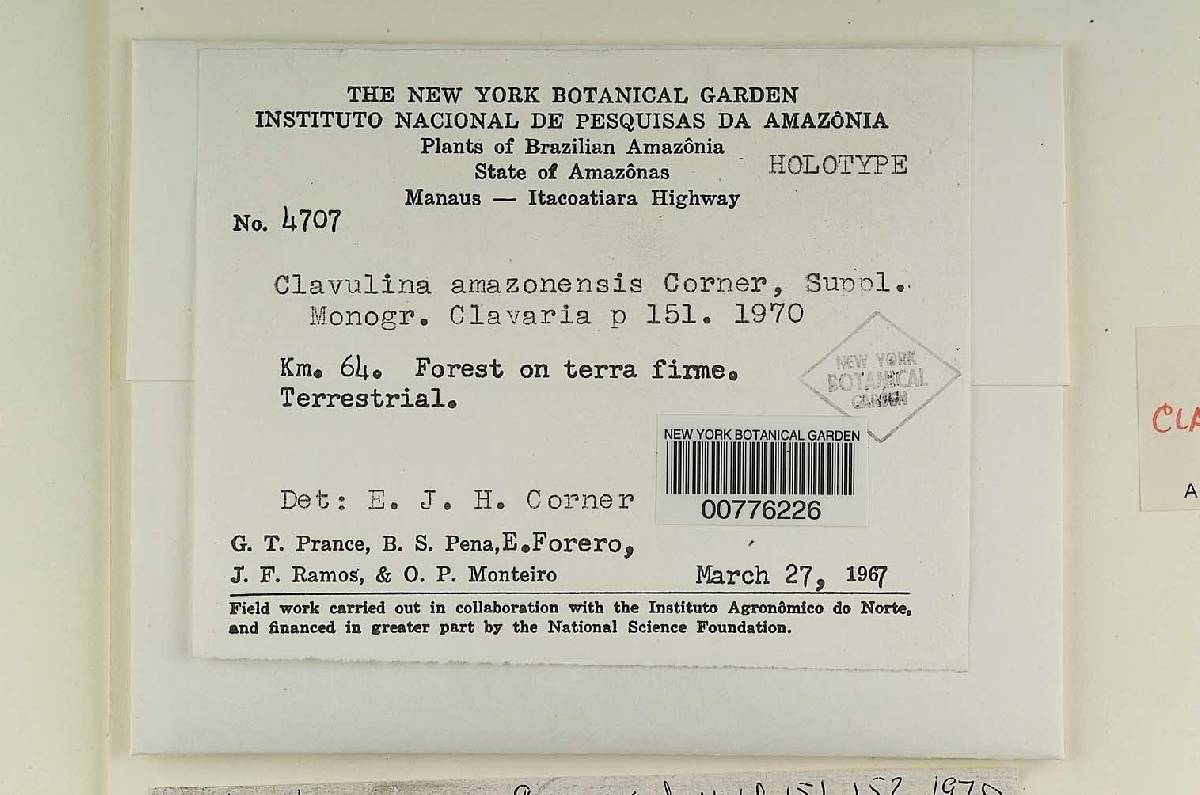 THE NEW YORK BOTANICAL GARDEN
INSTITUTO NACIONAL DE PESQUISAS DA AMAZÔNIA
Plants of Brazilian Amazônia
State of Amazônas
HOLOTYPE
Manaus — Itacoatiara Highway
No. 4707
Clavulina amazonensis Corner, Suppl.
Monogr. Clavaria p 151. 1970
Km. 64. Forest on terra firme.
Terrestrial.
NEW YORK
BOTANICAL
GARDEN
NEW YORK BOTANICAL GARDEN
00776226
Det: E. J. H. Corner
G. T. Prance, B. S. Pena, E. Forero,
J. F. Ramos, & O. P. Monteiro
March 27, 1967
Field work carried out in collaboration with the Instituto Agronômico do Norte,
and financed in greater part by the National Science Foundation.
CLA
A
151 152 1970